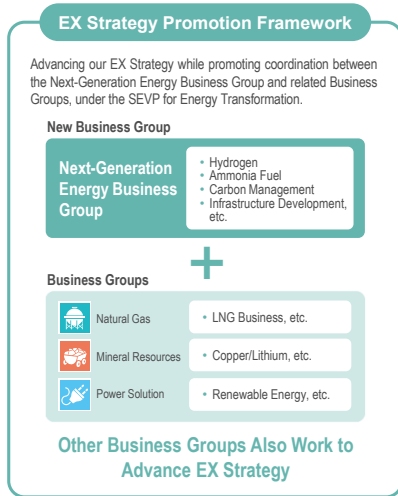 EX Strategy Promotion Framework
Advancing our EX Strategy while promoting coordination between
the Next-Generation Energy Business Group and related Business
Groups, under the SEVP for Energy Transformation.
New Business Group
Next-Generation
Energy Business
Group
• Hydrogen
• Ammonia Fuel
• Carbon Management
• Infrastructure Development,
etc.
+
Business Groups
Natural Gas
• LNG Business, etc.
Mineral Resources
• Copper/Lithium, etc.
Power Solution
• Renewable Energy, etc.
Other Business Groups Also Work to
Advance EX Strategy